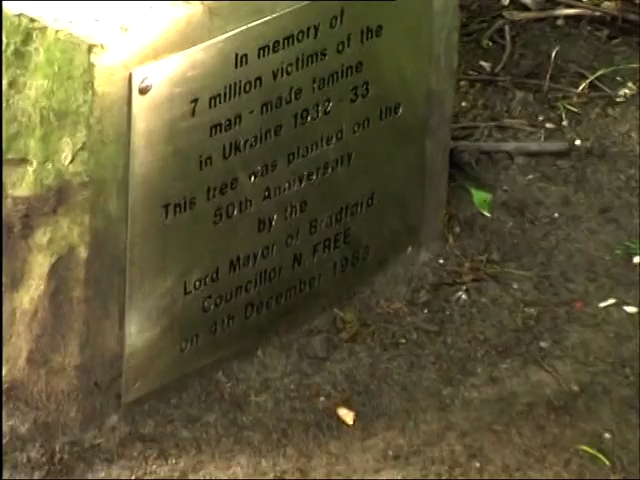 In memory of
7 million victims of the
man - made famine
in Ukraine 1932 - 33
This tree was planted on the
50th Anniversary
by the
Lord Mayor of Bradford
Councillor N. FREE
on 4th December 1983